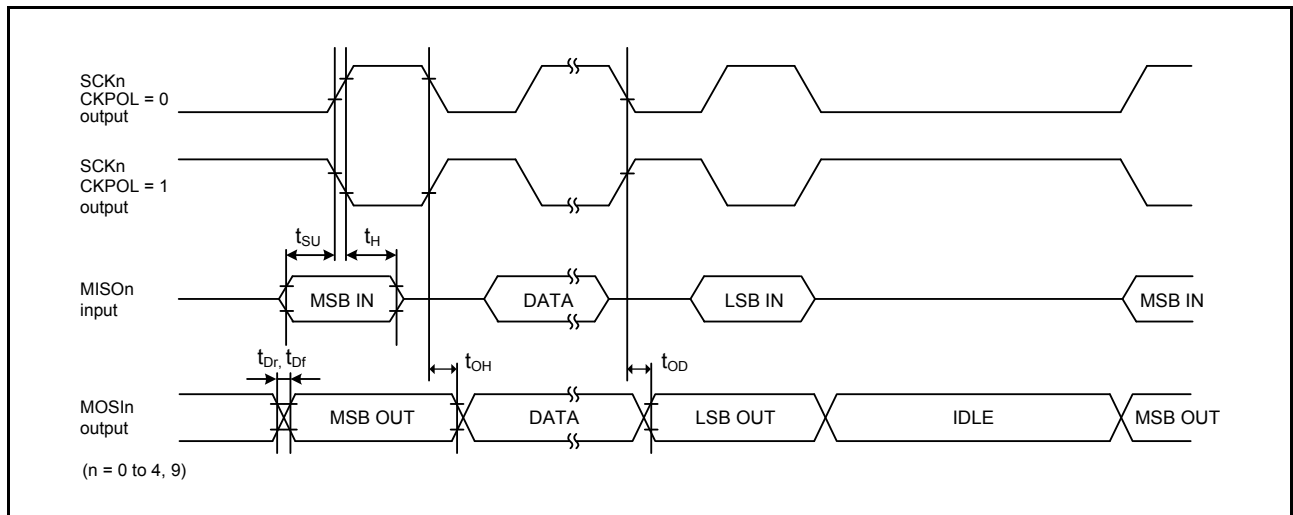 SCKn
CKPOL = 0
output
SCKn
CKPOL = 1
output
tSU
tH
MISOn
input
MSB IN
DATA
LSB IN
MSB IN
tDr, tDf
tOH
tOD
MOSIn
output
MSB OUT
DATA
LSB OUT
IDLE
MSB OUT
(n = 0 to 4, 9)